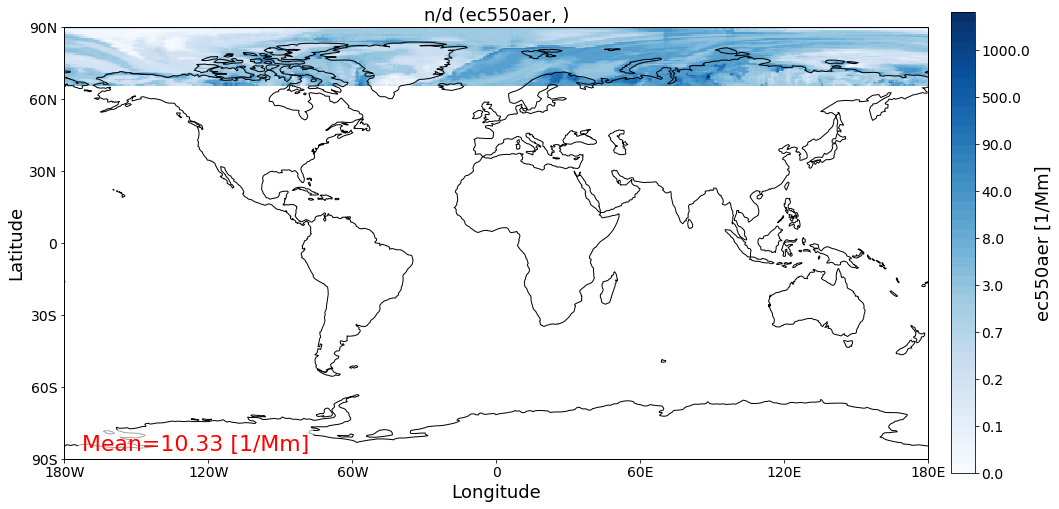 n/d (ec550aer, )
90N
60N
30N
0
30S
60S
90S
Latitude
Mean=10.33 [1/Mm]
180W
120W
60W
0
60E
120E
180E
Longitude
1000.0
500.0
90.0
40.0
8.0
3.0
0.7
0.2
0.1
0.0
ec550aer [1/Mm]